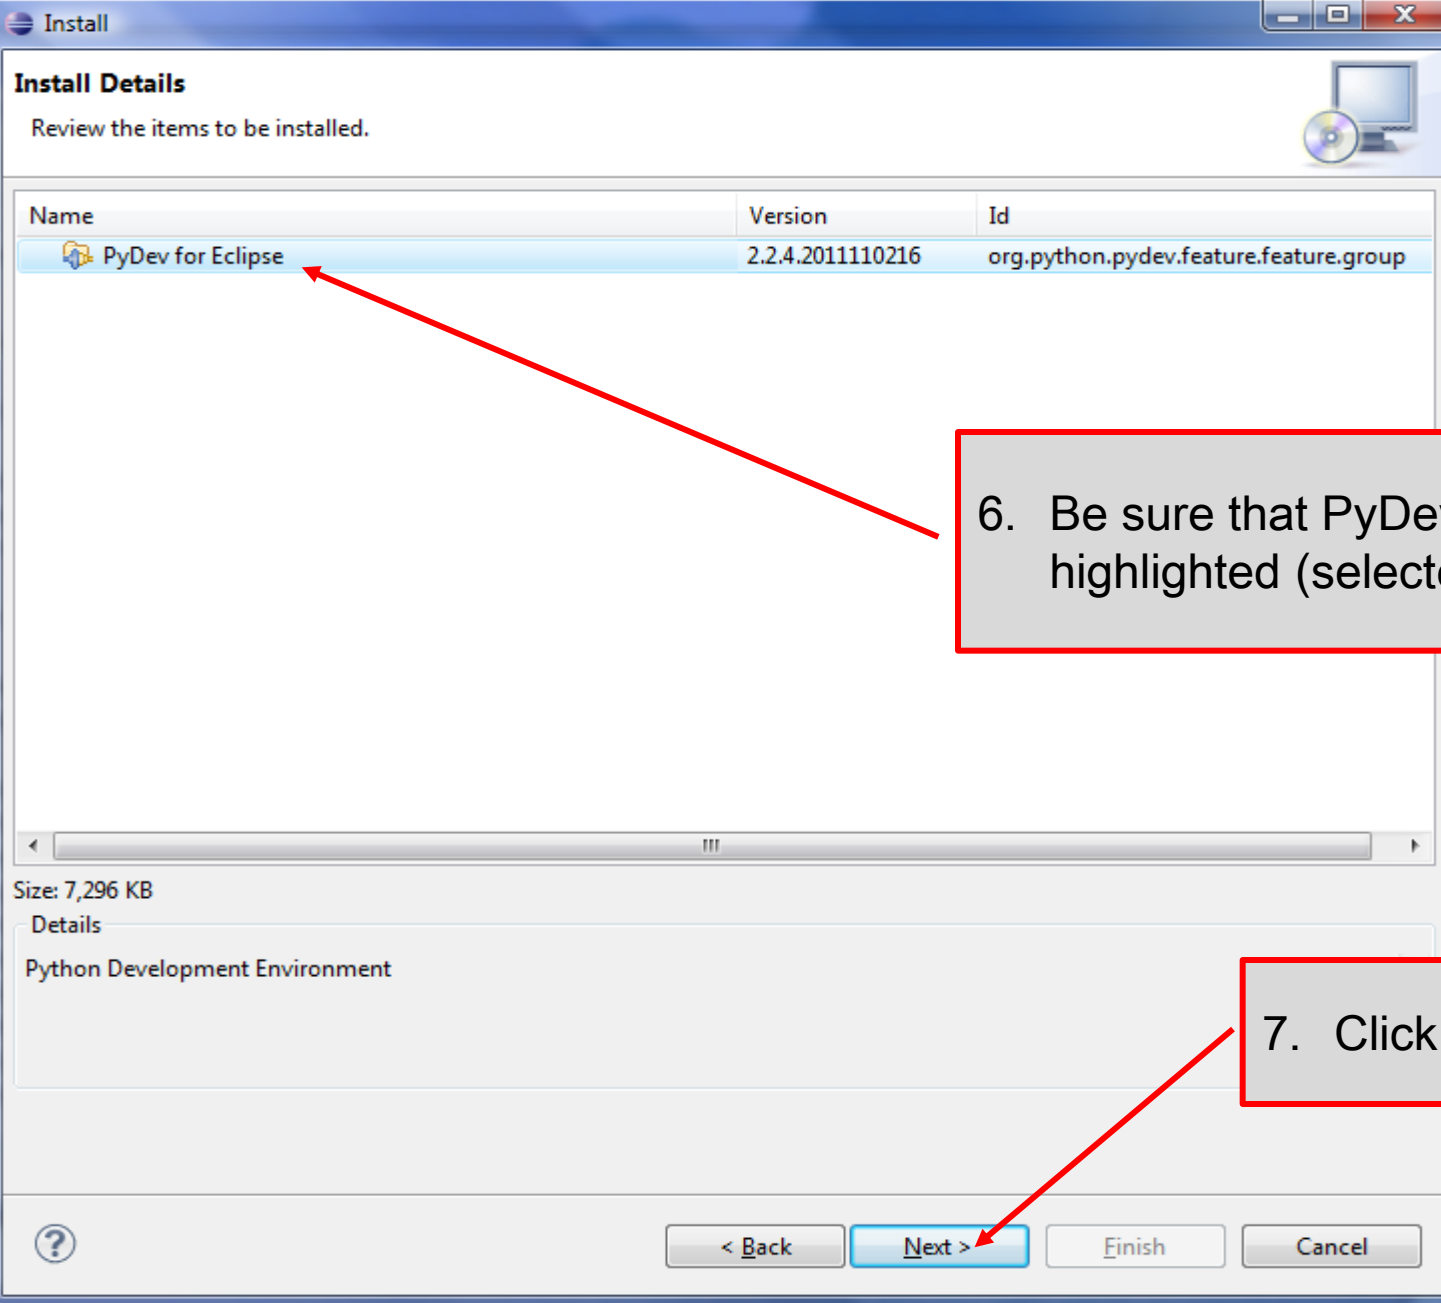 Install
Install Details
Review the items to be installed.
Name Version Id
PyDev for Eclipse 2.2.4.2011110216 org.python.pydev.feature.feature.group
6. Be sure that PyDev
highlighted (select
Size: 7,296 KB
Details
Python Development Environment
7. Click
< Back Next > Finish Cancel